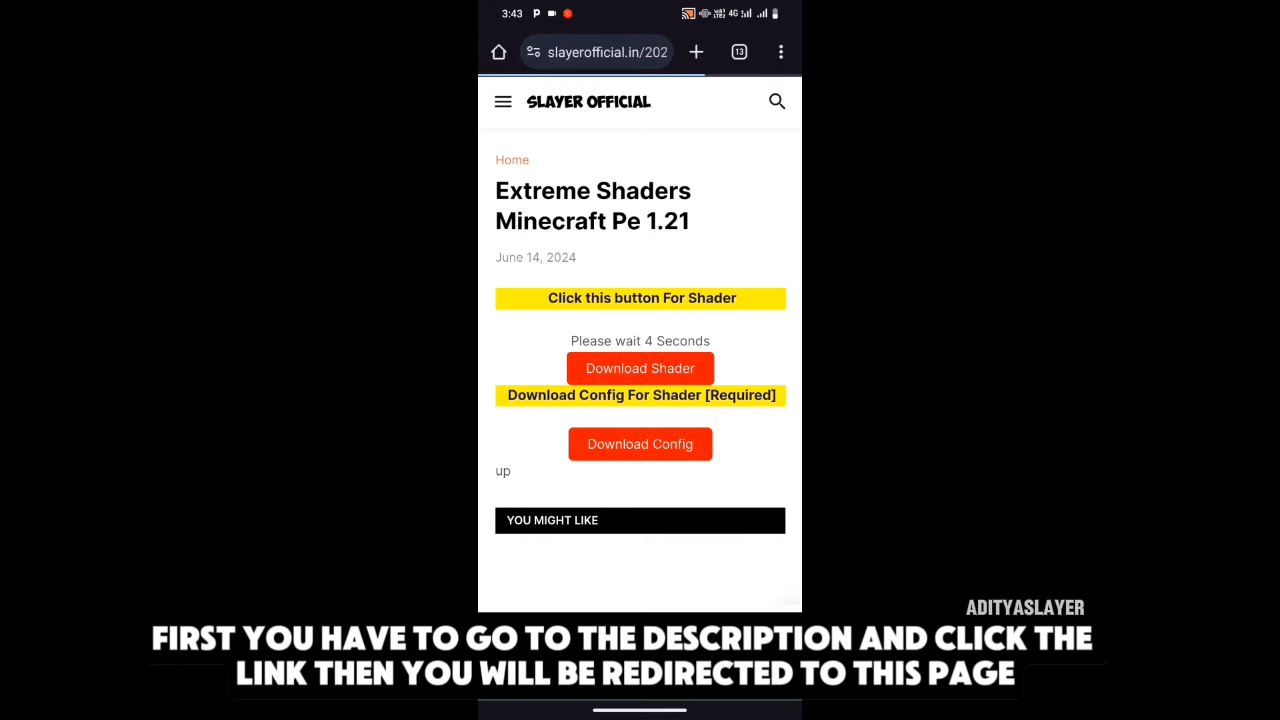 3:43 P 4G
slayerofficial.in/202 13
SLAYER OFFICIAL
Home
Extreme Shaders
Minecraft Pe 1.21
June 14, 2024
Click this button For Shader
Please wait 4 Seconds
Download Shader
Download Config For Shader [Required]
Download Config
up
YOU MIGHT LIKE
ADITYASLAYER
FIRST YOU HAVE TO GO TO THE DESCRIPTION AND CLICK THE
LINK THEN YOU WILL BE REDIRECTED TO THIS PAGE